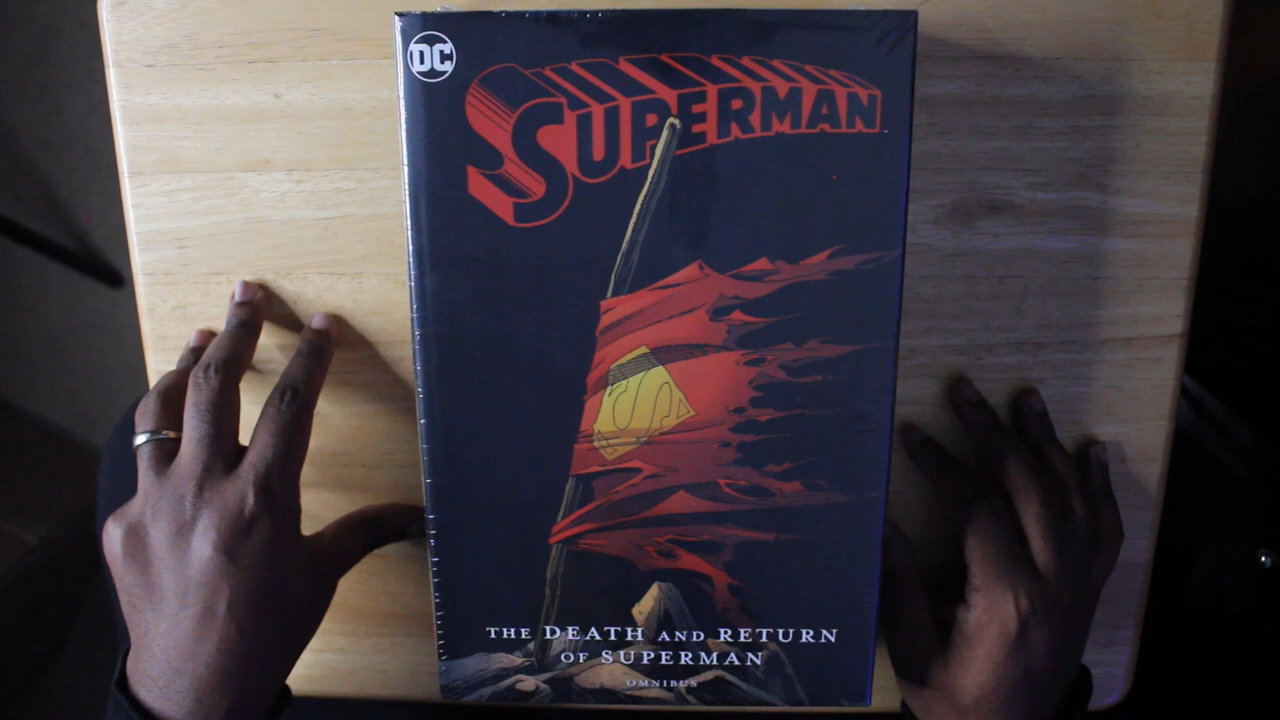 DC
SUPERMAN
S
THE DEATH AND RETURN
OF SUPERMAN
OMNIBUS